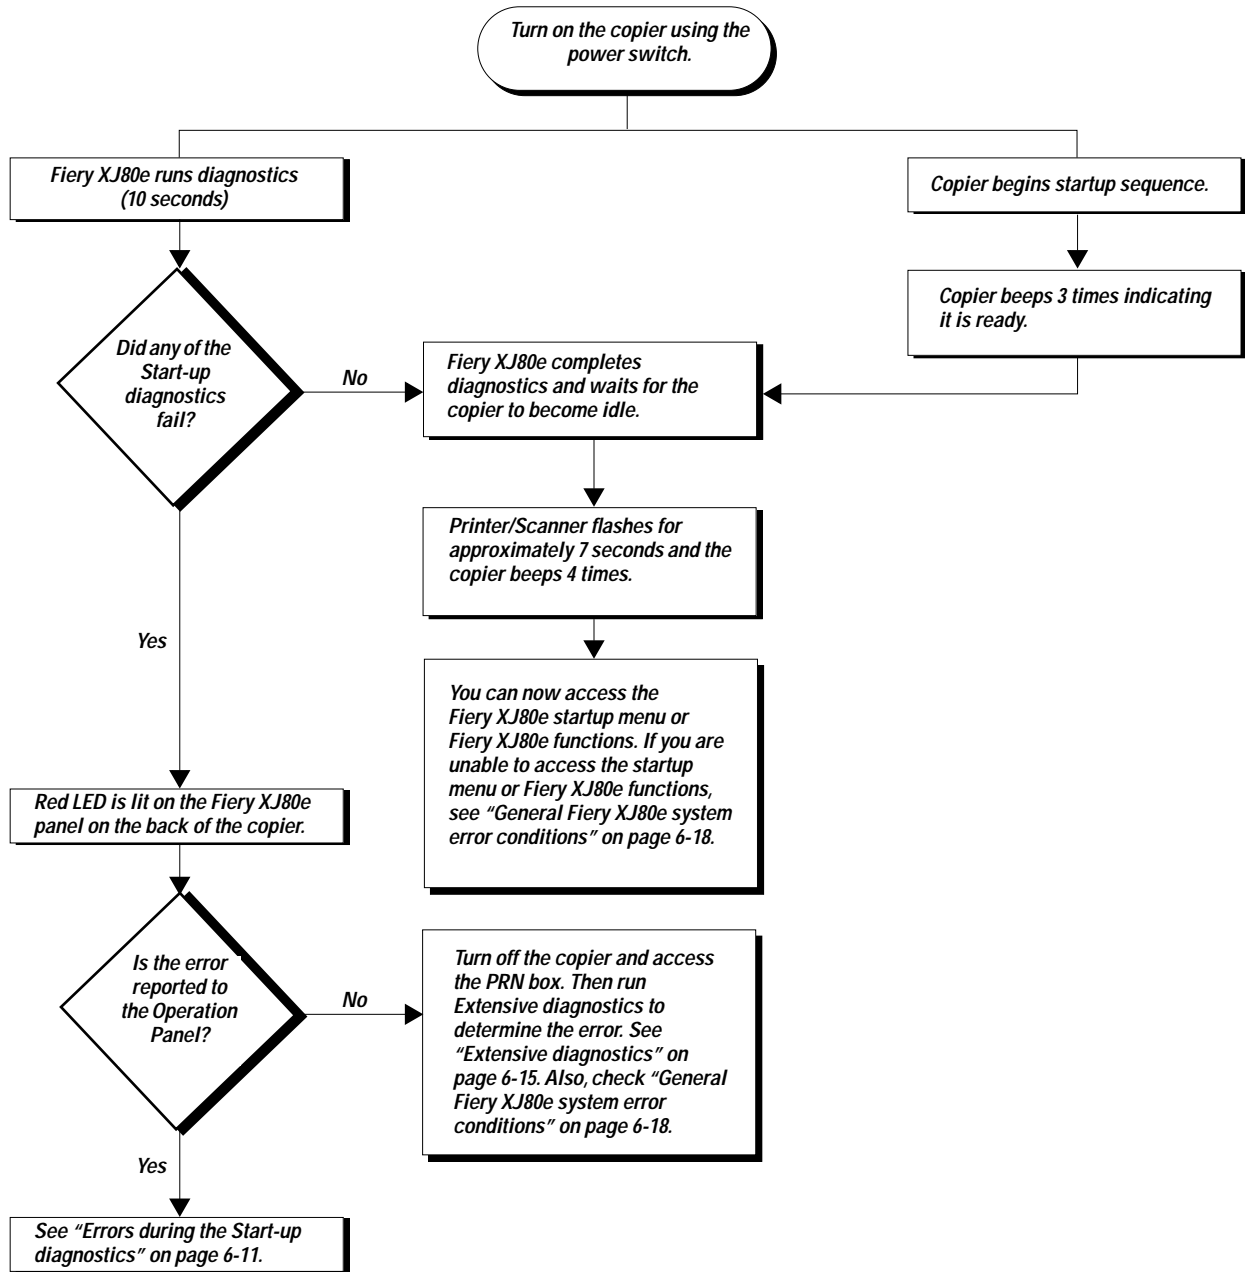 Turn on the copier using the
power switch.
Fiery XJ80e runs diagnostics
(10 seconds)
Copier begins startup sequence.
Copier beeps 3 times indicating
it is ready.
Did any of the
Start-up
diagnostics
fail?
No
Fiery XJ80e completes
diagnostics and waits for the
copier to become idle.
Printer/Scanner flashes for
approximately 7 seconds and the
copier beeps 4 times.
Yes
You can now access the
Fiery XJ80e startup menu or
Fiery XJ80e functions. If you are
unable to access the startup
menu or Fiery XJ80e functions,
see “General Fiery XJ80e system
error conditions” on page 6-18.
Red LED is lit on the Fiery XJ80e
panel on the back of the copier.
Is the error
reported to
the Operation
Panel?
No
Turn off the copier and access
the PRN box. Then run
Extensive diagnostics to
determine the error. See
“Extensive diagnostics” on
page 6-15. Also, check “General
Fiery XJ80e system error
conditions” on page 6-18.
Yes
See “Errors during the Start-up
diagnostics” on page 6-11.